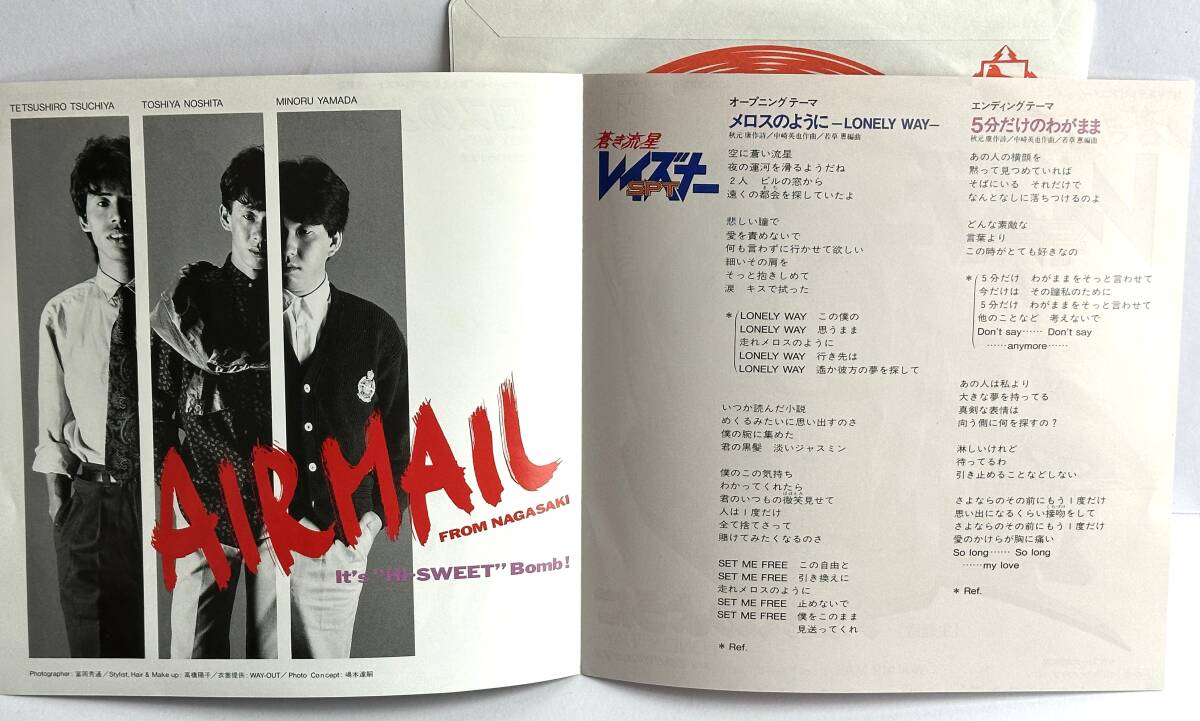 TETSUSHIRO TSUCHIYA
TOSHIYA NOSHITA
MINORU YAMADA
AIRMAIL
FROM NAGASAKI
It's "Hi-SWEET" Bomb!
Photographer: 冨岡秀通／Stylist, Hair & Make up: 高橋陽子／衣裳提供: WAY-OUT／Photo Concept: 嶋本達嗣
蒼き流星
SPT
レイズナー
オープニングテーマ
メロスのように —LONELY WAY—
秋元 康作詩／中崎英也作曲／若草 恵編曲
空に蒼い流星
夜の運河を滑るようだね
2人 ビルの窓から
遠くの都会を探していたよ
悲しい瞳で
愛を責めないで
何も言わずに行かせて欲しい
細いその肩を
そっと抱きしめて
涙 キスで拭った
* LONELY WAY この僕の
LONELY WAY 思うまま
走れメロスのように
LONELY WAY 行き先は
LONELY WAY 遙か彼方の夢を探して
いつか読んだ小説
めくるみたいに思い出すのさ
僕の腕に集めた
君の黒髪 淡いジャスミン
僕のこの気持ち
わかってくれたら
君のいつもの微笑見せて
人は1度だけ
全て捨てさって
賭けてみたくなるのさ
SET ME FREE この自由と
SET ME FREE 引き換えに
走れメロスのように
SET ME FREE 止めないで
SET ME FREE 僕をこのまま
見送ってくれ
* Ref.
エンディングテーマ
5分だけのわがまま
秋元 康作詩／中崎英也作曲／若草 恵編曲
あの人の横顔を
黙って見つめていれば
そばにいる それだけで
なんとなしに落ちつけるのよ
どんな素敵な
言葉より
この時がとても好きなの
* 5分だけ わがままをそっと言わせて
今だけは その瞳私のために
5分だけ わがままをそっと言わせて
他のことなど 考えないで
Don't say…… Don't say
……anymore……
あの人は私より
大きな夢を持ってる
真剣な表情は
向う側に何を探すの？
淋しいけれど
待ってるわ
引き止めることなどしない
さよならのその前にもう1度だけ
思い出になるくらい接吻をして
さよならのその前にもう1度だけ
愛のかけらが胸に痛い
So long…… So long
……my love
* Ref.